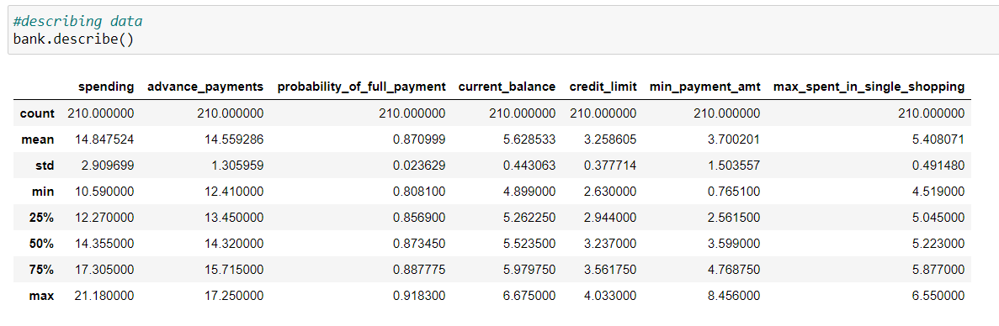 #describing data
bank.describe()
spending advance_payments probability_of_full_payment current_balance credit_limit min_payment_amt max_spent_in_single_shopping
count 210.000000 210.000000 210.000000 210.000000 210.000000 210.000000 210.000000
mean 14.847524 14.559286 0.870999 5.628533 3.258605 3.700201 5.408071
std 2.909699 1.305959 0.023629 0.443063 0.377714 1.503557 0.491480
min 10.590000 12.410000 0.808100 4.899000 2.630000 0.765100 4.519000
25% 12.270000 13.450000 0.856900 5.262250 2.944000 2.561500 5.045000
50% 14.355000 14.320000 0.873450 5.523500 3.237000 3.599000 5.223000
75% 17.305000 15.715000 0.887775 5.979750 3.561750 4.768750 5.877000
max 21.180000 17.250000 0.918300 6.675000 4.033000 8.456000 6.550000